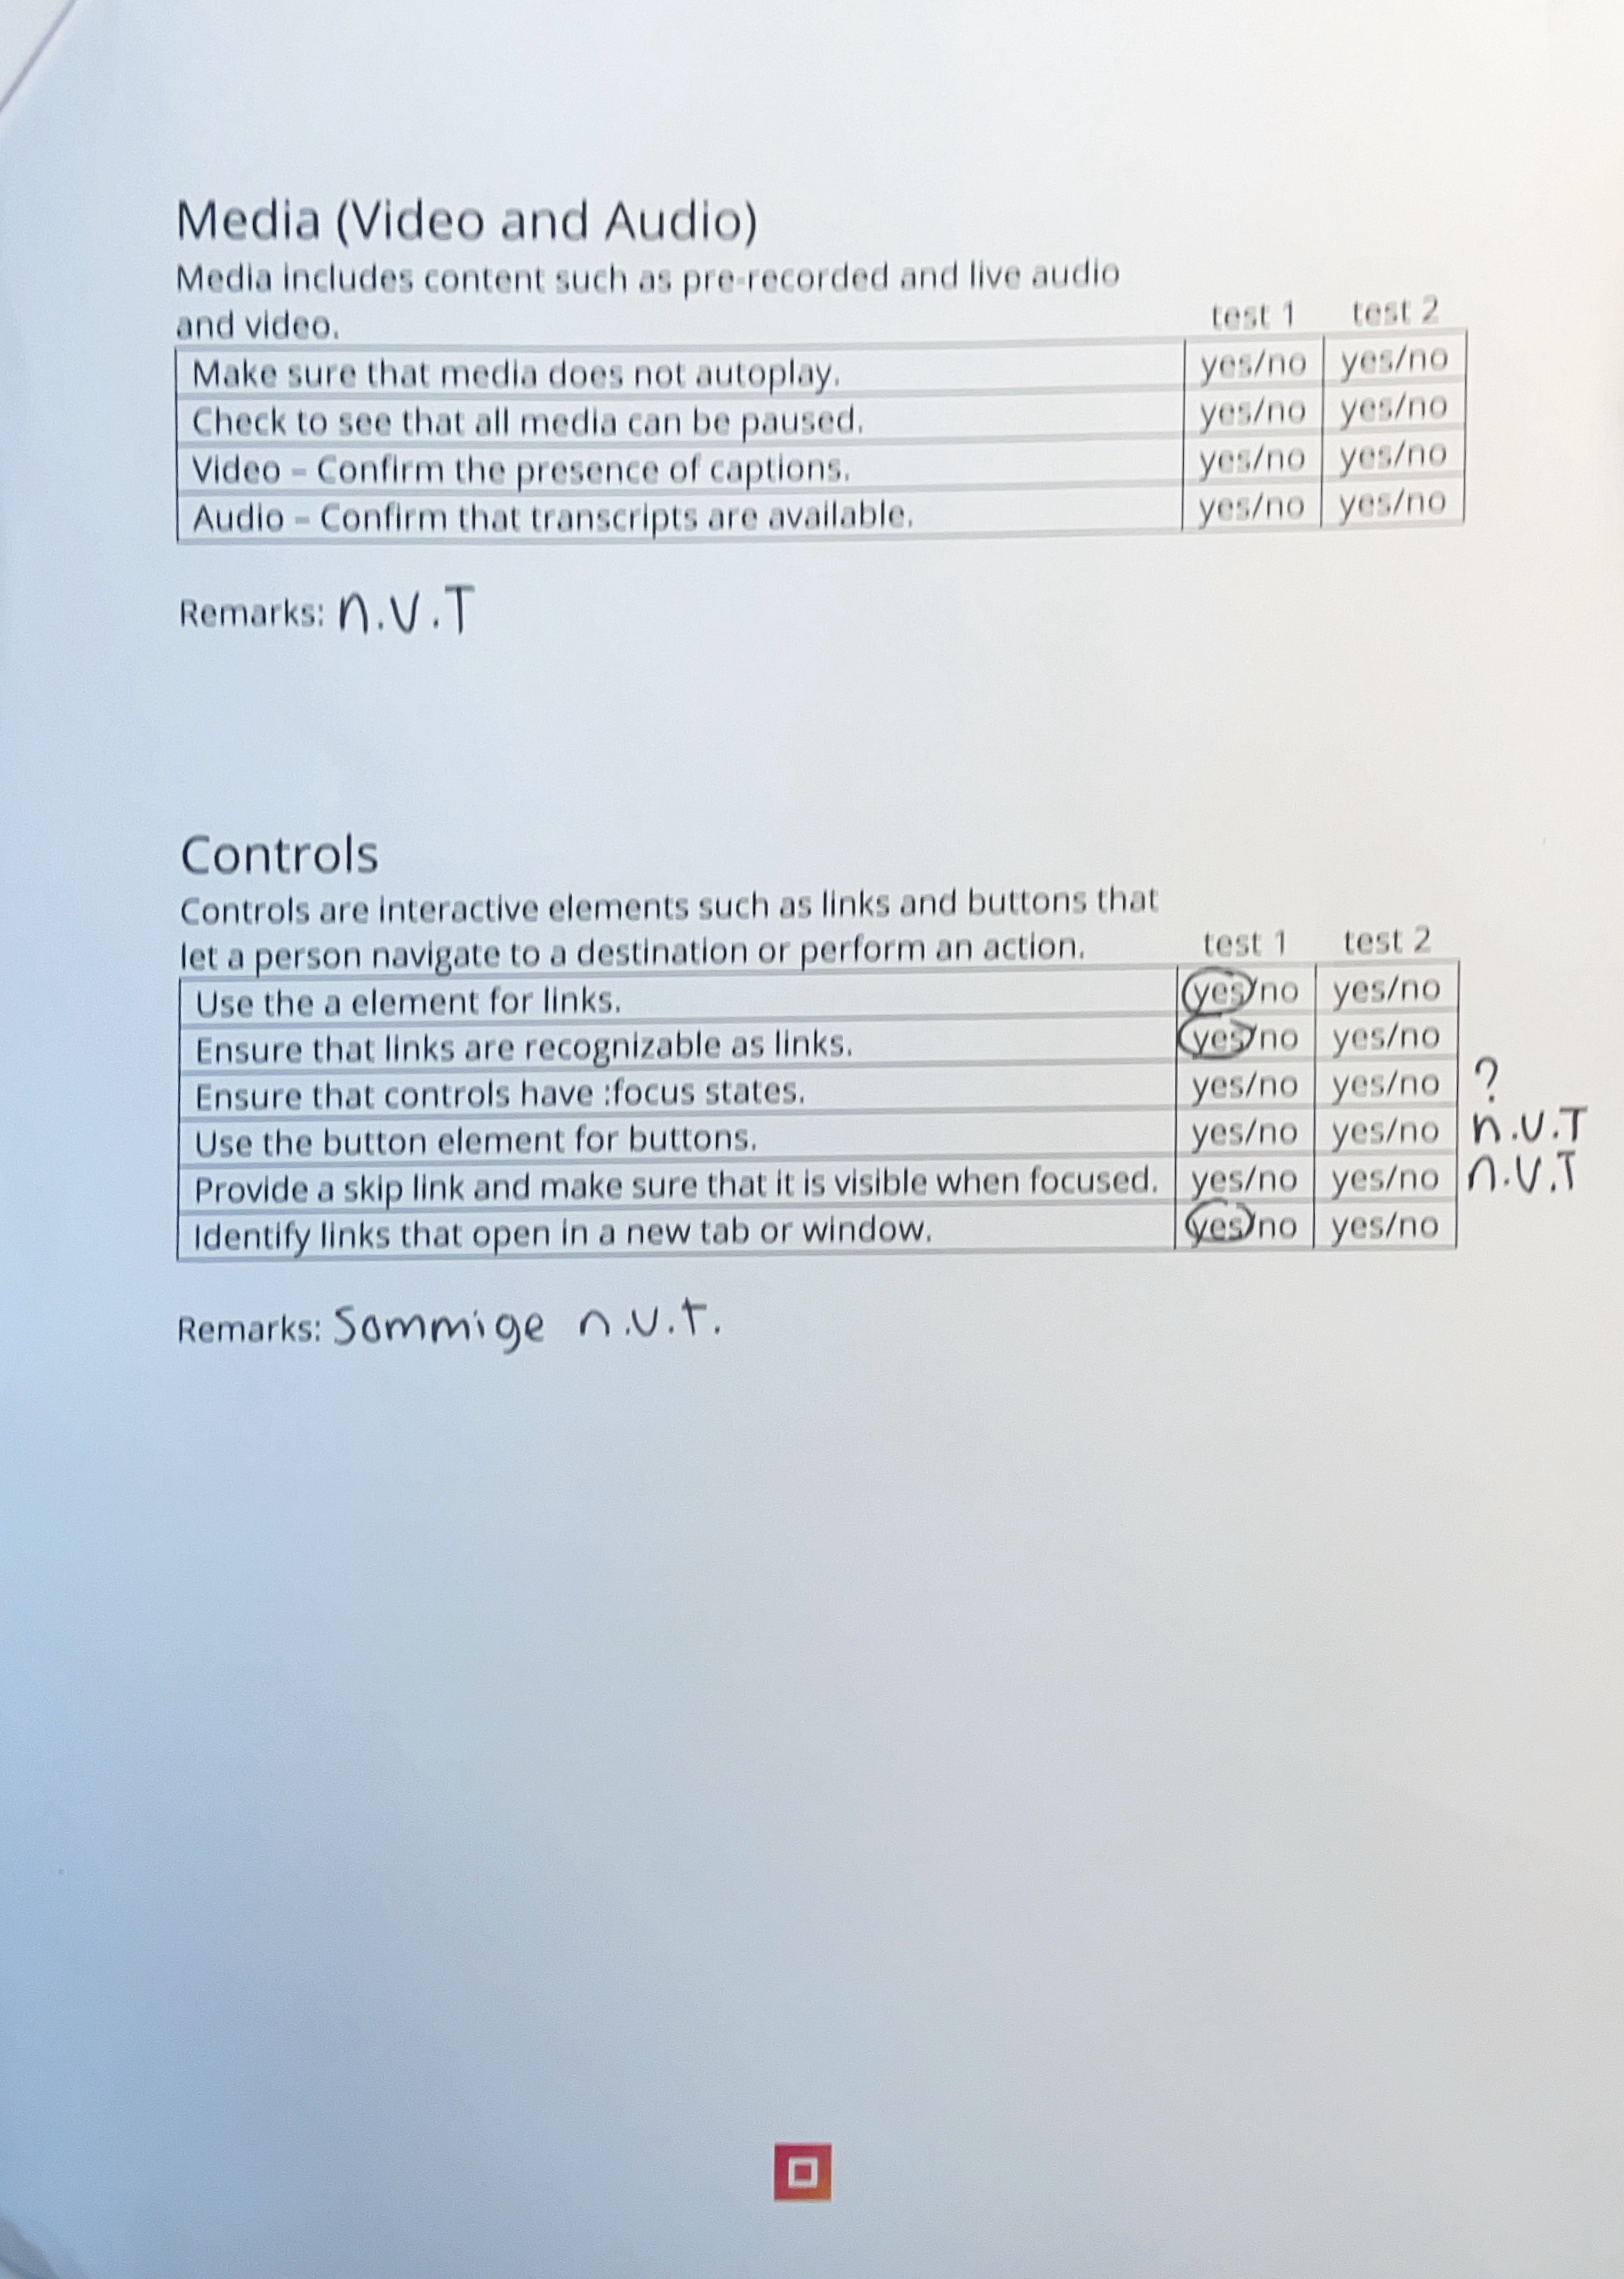 Media (Video and Audio)
Media includes content such as pre-recorded and live audio
and video. test 1 test 2
Make sure that media does not autoplay. yes/no yes/no
Check to see that all media can be paused. yes/no yes/no
Video – Confirm the presence of captions. yes/no yes/no
Audio – Confirm that transcripts are available. yes/no yes/no
Remarks: n.v.T
Controls
Controls are interactive elements such as links and buttons that
let a person navigate to a destination or perform an action. test 1 test 2
Use the a element for links. yes/no yes/no
Ensure that links are recognizable as links. yes/no yes/no
Ensure that controls have :focus states. yes/no yes/no ?
Use the button element for buttons. yes/no yes/no n.v.T
Provide a skip link and make sure that it is visible when focused. yes/no yes/no n.v.T
Identify links that open in a new tab or window. yes/no yes/no
Remarks: Sommige n.v.t.